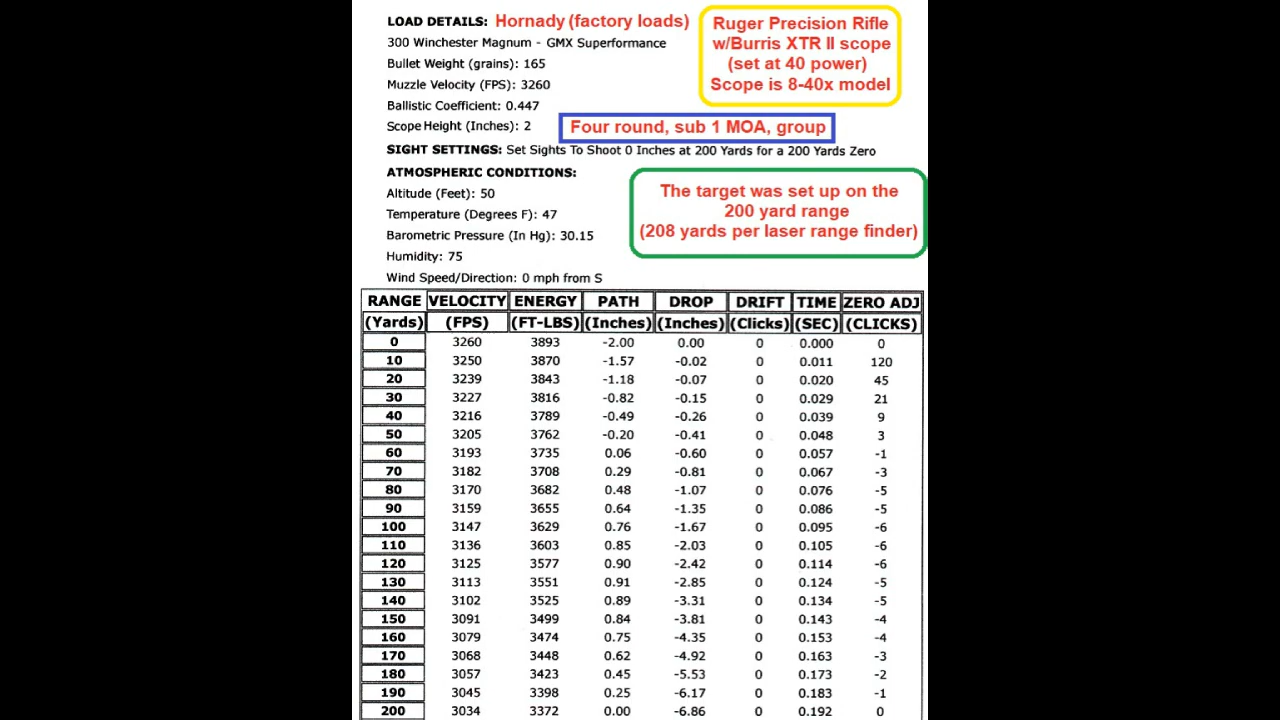 LOAD DETAILS: Hornady (factory loads)
300 Winchester Magnum - GMX Superformance
Bullet Weight (grains): 165
Muzzle Velocity (FPS): 3260
Ballistic Coefficient: 0.447
Scope Height (Inches): 2
Ruger Precision Rifle
w/Burris XTR II scope
(set at 40 power)
Scope is 8-40x model
Four round, sub 1 MOA, group
SIGHT SETTINGS: Set Sights To Shoot 0 Inches at 200 Yards for a 200 Yards Zero
ATMOSPHERIC CONDITIONS:
Altitude (Feet): 50
Temperature (Degrees F): 47
Barometric Pressure (In Hg): 30.15
Humidity: 75
Wind Speed/Direction: 0 mph from S
The target was set up on the
200 yard range
(208 yards per laser range finder)
RANGE VELOCITY ENERGY PATH DROP DRIFT TIME ZERO ADJ
(Yards) (FPS) (FT-LBS) (Inches) (Inches) (Clicks) (SEC) (CLICKS)
0 3260 3893 -2.00 0.00 0 0.000 0
10 3250 3870 -1.57 -0.02 0 0.011 120
20 3239 3843 -1.18 -0.07 0 0.020 45
30 3227 3816 -0.82 -0.15 0 0.029 21
40 3216 3789 -0.49 -0.26 0 0.039 9
50 3205 3762 -0.20 -0.41 0 0.048 3
60 3193 3735 0.06 -0.60 0 0.057 -1
70 3182 3708 0.29 -0.81 0 0.067 -3
80 3170 3682 0.48 -1.07 0 0.076 -5
90 3159 3655 0.64 -1.35 0 0.086 -5
100 3147 3629 0.76 -1.67 0 0.095 -6
110 3136 3603 0.85 -2.03 0 0.105 -6
120 3125 3577 0.90 -2.42 0 0.114 -6
130 3113 3551 0.91 -2.85 0 0.124 -5
140 3102 3525 0.89 -3.31 0 0.134 -5
150 3091 3499 0.84 -3.81 0 0.143 -4
160 3079 3474 0.75 -4.35 0 0.153 -4
170 3068 3448 0.62 -4.92 0 0.163 -3
180 3057 3423 0.45 -5.53 0 0.173 -2
190 3045 3398 0.25 -6.17 0 0.183 -1
200 3034 3372 0.00 -6.86 0 0.192 0